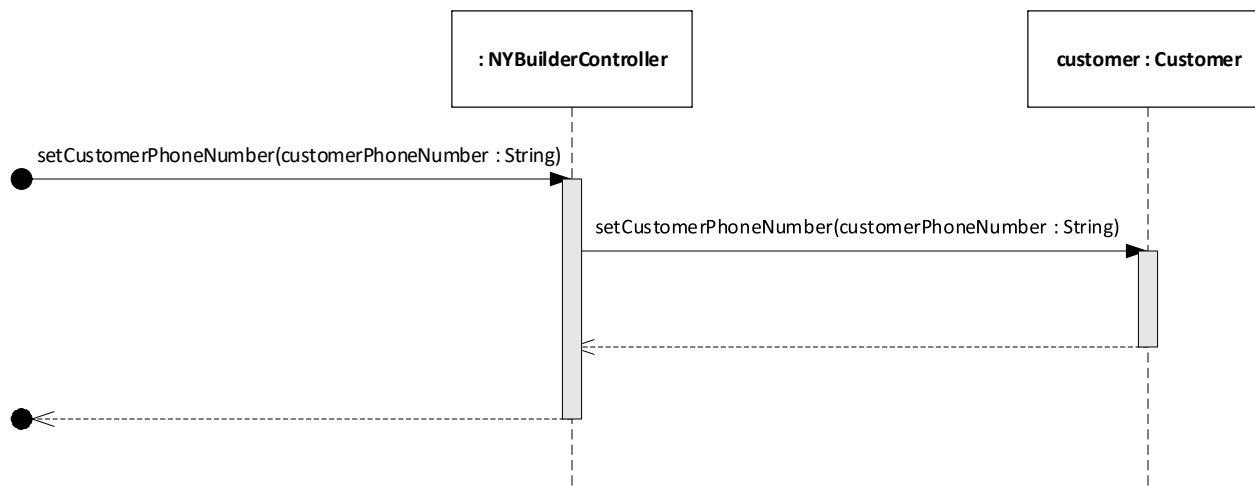 : NYBuilderController
customer : Customer
setCustomerPhoneNumber(customerPhoneNumber : String)
setCustomerPhoneNumber(customerPhoneNumber : String)